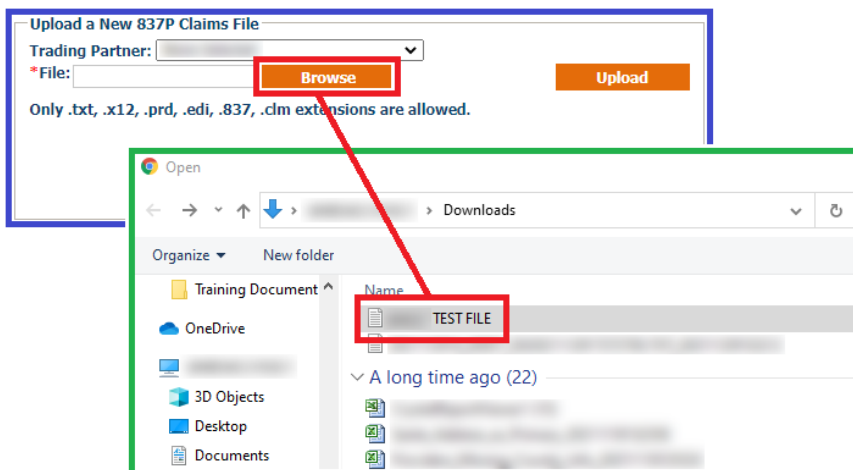 Upload a New 837P Claims File
Trading Partner:
*File: Browse Upload
Only .txt, .x12, .prd, .edi, .837, .clm extensions are allowed.
Open
Downloads
Organize New folder
Training Document
Name
TEST FILE
OneDrive
A long time ago (22)
3D Objects
Desktop
Documents